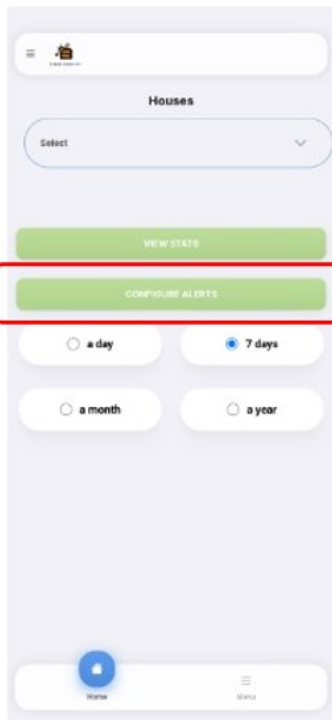 Houses
Select
VIEW STATS
CONFIGURE ALERTS
a day
7 days
a month
a year
Home
Menu